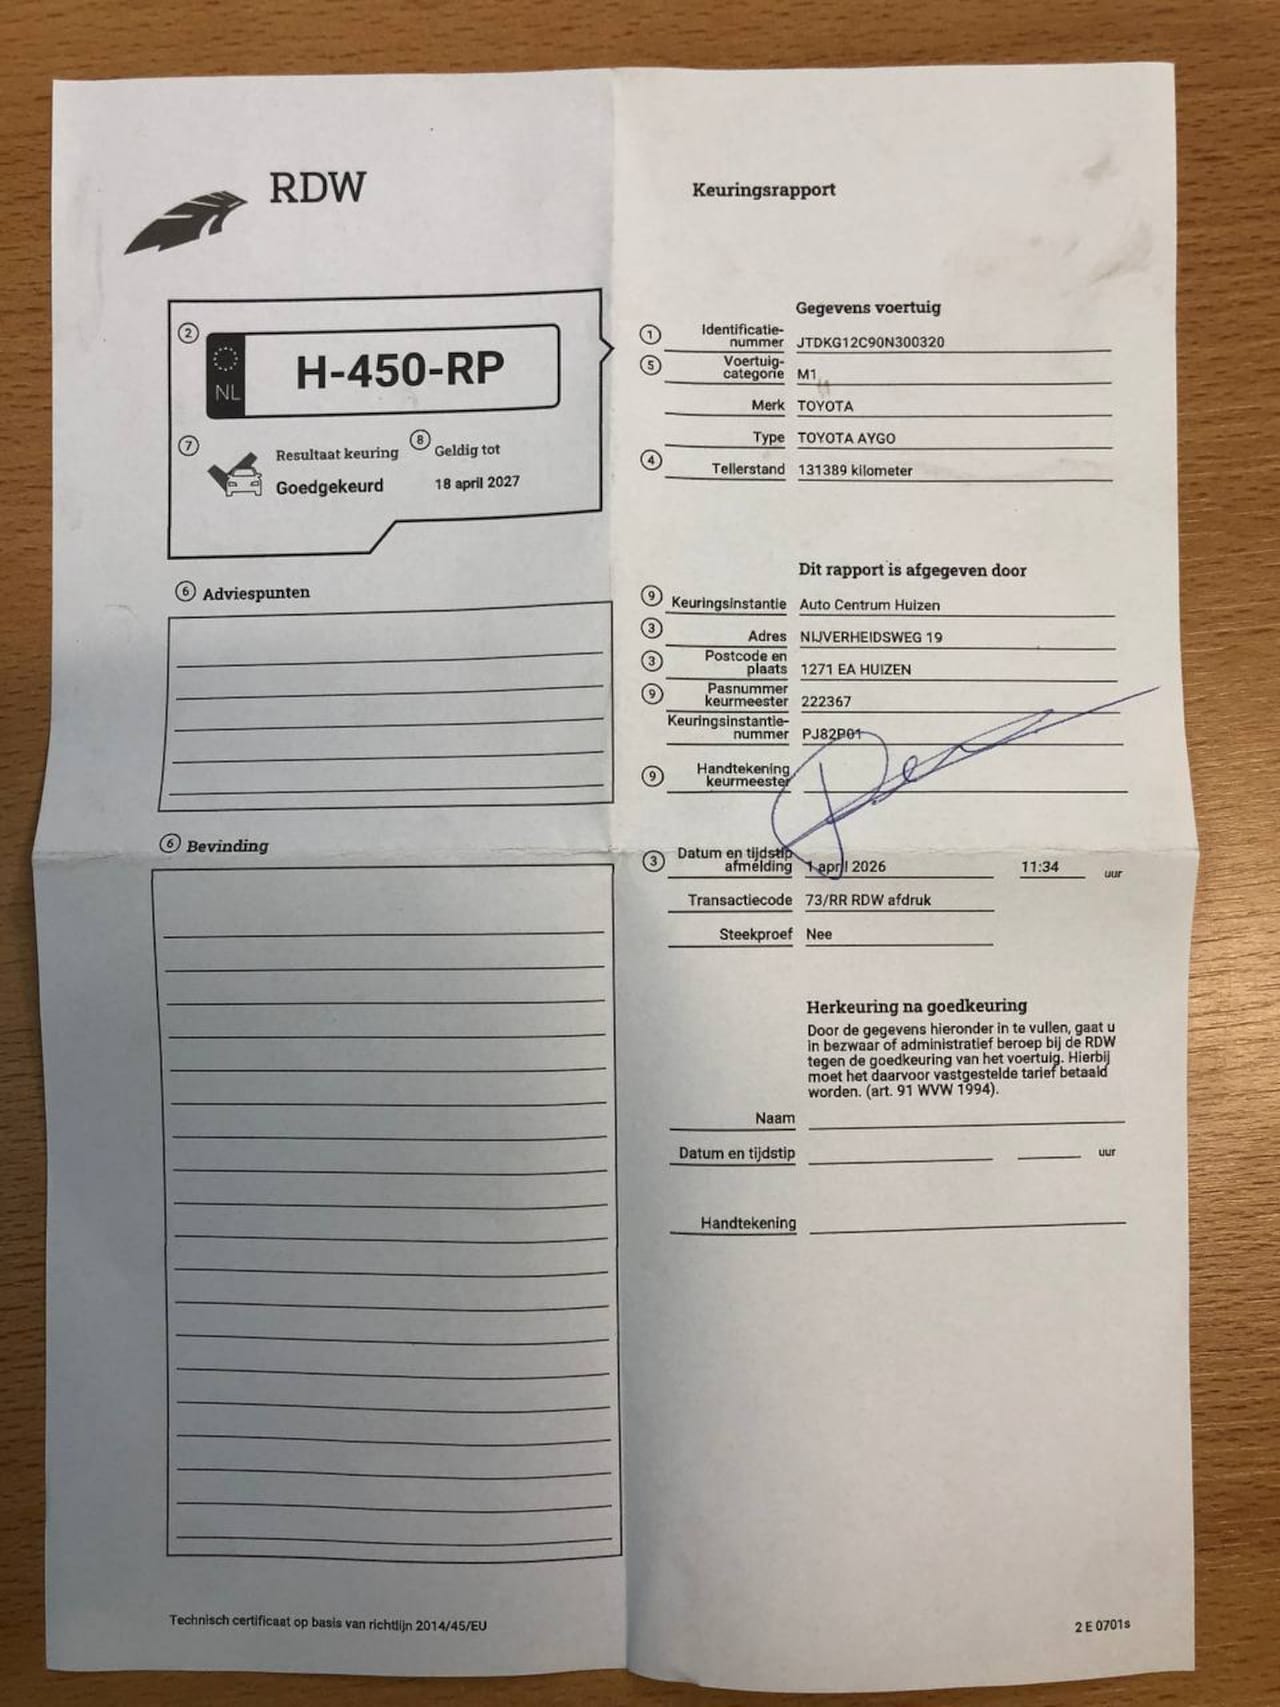 RDW
Keuringsrapport
2
NL
H-450-RP
7
Resultaat keuring
Goedgekeurd
8
Geldig tot
18 april 2027
6 Adviespunten
6 Bevinding
Gegevens voertuig
1 Identificatie-
nummer JTDKG12C90N300320
5 Voertuig-
categorie M1
Merk TOYOTA
Type TOYOTA AYGO
4 Tellerstand 131389 kilometer
Dit rapport is afgegeven door
9 Keuringsinstantie Auto Centrum Huizen
3 Adres NIJVERHEIDSWEG 19
3 Postcode en
plaats 1271 EA HUIZEN
9 Pasnummer
keurmeester 222367
Keuringsinstantie-
nummer PJ82P01
9 Handtekening
keurmeester
3 Datum en tijdstip
afmelding 1 april 2026 11:34 uur
Transactiecode 73/RR RDW afdruk
Steekproef Nee
Herkeuring na goedkeuring
Door de gegevens hieronder in te vullen, gaat u
in bezwaar of administratief beroep bij de RDW
tegen de goedkeuring van het voertuig. Hierbij
moet het daarvoor vastgestelde tarief betaald
worden. (art. 91 WVW 1994).
Naam
Datum en tijdstip uur
Handtekening
Technisch certificaat op basis van richtlijn 2014/45/EU
2 E 0701s